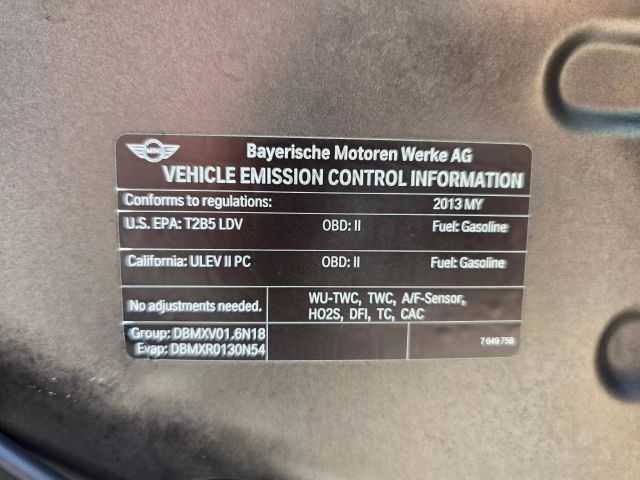 MINI
Bayerische Motoren Werke AG
VEHICLE EMISSION CONTROL INFORMATION
Conforms to regulations: 2013 MY
U.S. EPA: T2B5 LDV OBD: II Fuel: Gasoline
California: ULEV II PC OBD: II Fuel: Gasoline
No adjustments needed.
WU-TWC, TWC, A/F-Sensor,
HO2S, DFI, TC, CAC
Group: DBMXV01.6N18
Evap: DBMXR0130N54
7 649 758